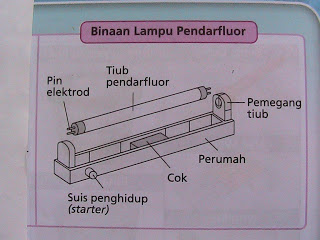 Binaan Lampu Pendarfluor
Tiub
pendarfluor
Pin
elektrod
Pemegang
tiub
Perumah
Cok
Suis penghidup
(starter)